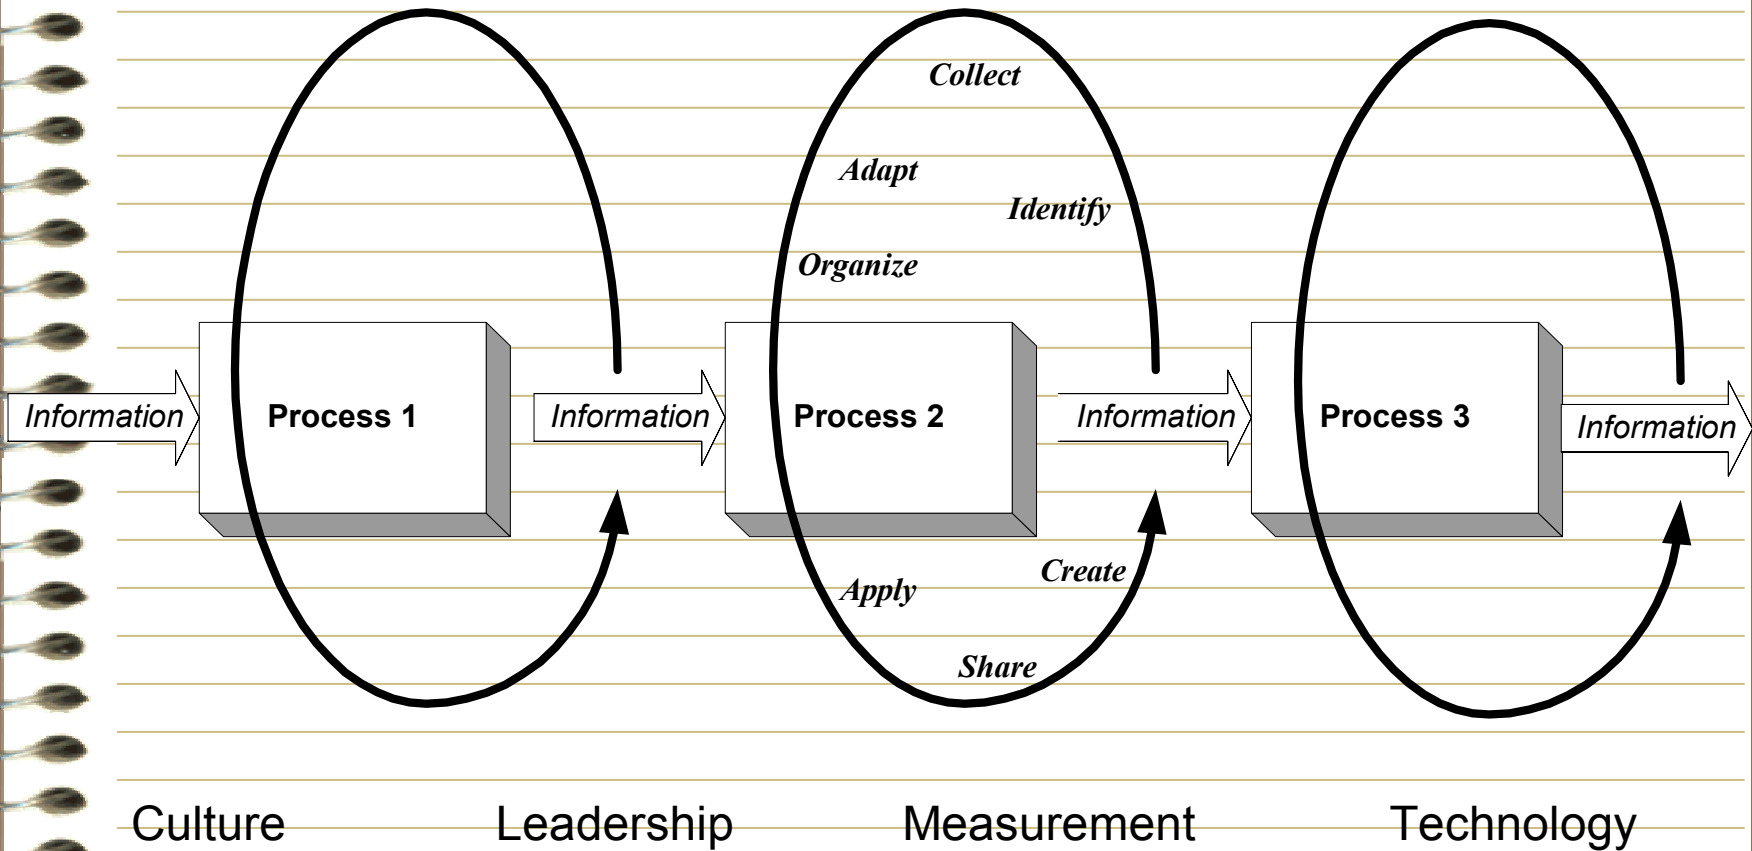 Collect
Adapt
Identify
Organize
Information
Process 1
Information
Process 2
Information
Process 3
Information
Create
Apply
Share
Culture
Leadership
Measurement
Technology